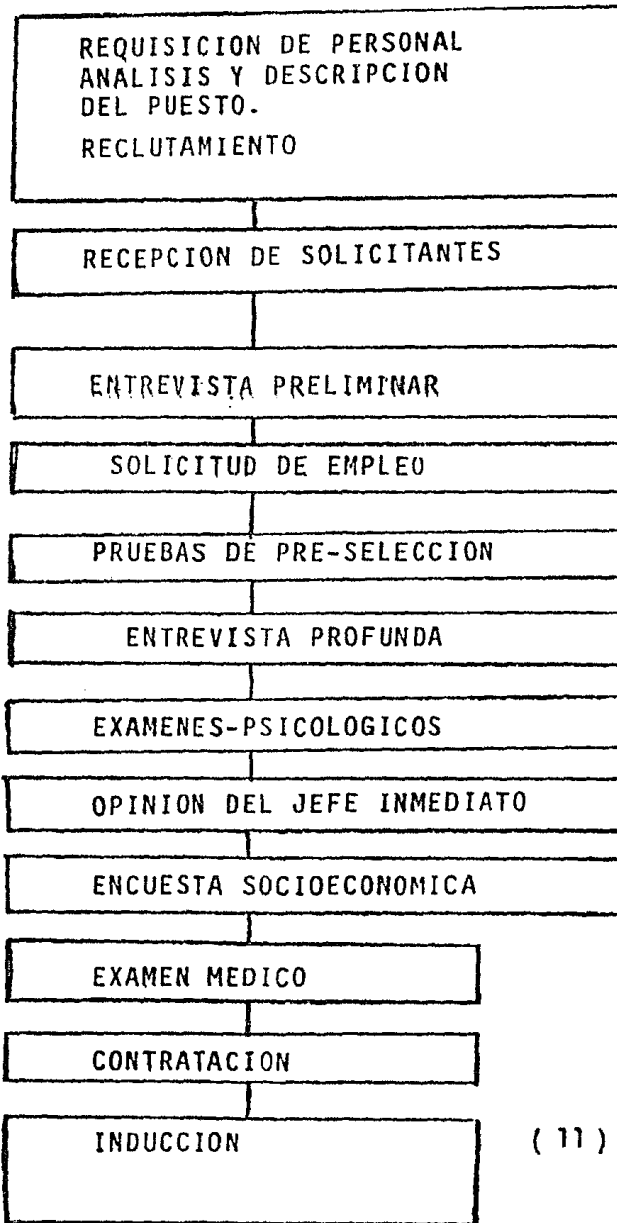 REQUISICION DE PERSONAL
ANALISIS Y DESCRIPCION
DEL PUESTO.
RECLUTAMIENTO
RECEPCION DE SOLICITANTES
ENTREVISTA PRELIMINAR
SOLICITUD DE EMPLEO
PRUEBAS DE PRE-SELECCION
ENTREVISTA PROFUNDA
EXAMENES-PSICOLOGICOS
OPINION DEL JEFE INMEDIATO
ENCUESTA SOCIOECONOMICA
EXAMEN MEDICO
CONTRATACION
INDUCCION (11)